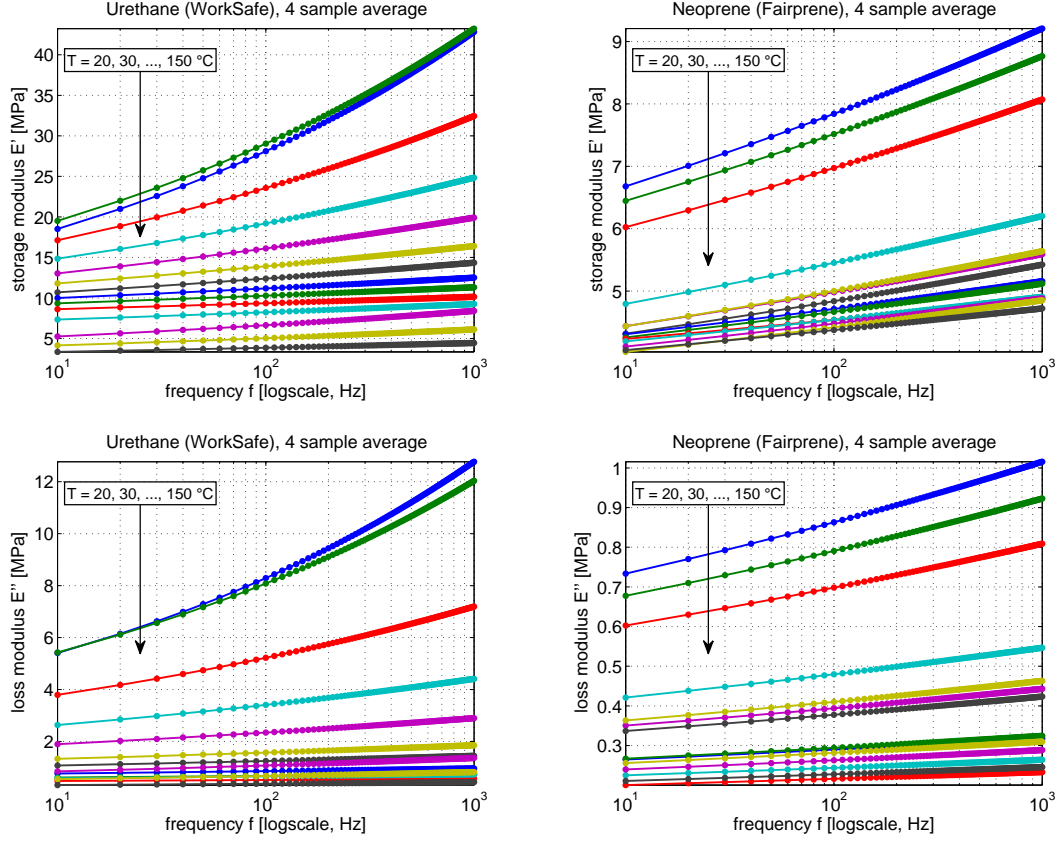 Urethane (WorkSafe), 4 sample average
storage modulus E' [MPa]
40
35
30
25
20
15
10
5
T = 20, 30, ..., 150 °C
10^1
10^2
10^3
frequency f [logscale, Hz]
Neoprene (Fairprene), 4 sample average
storage modulus E' [MPa]
9
8
7
6
5
T = 20, 30, ..., 150 °C
10^1
10^2
10^3
frequency f [logscale, Hz]
Urethane (WorkSafe), 4 sample average
loss modulus E'' [MPa]
12
10
8
6
4
2
T = 20, 30, ..., 150 °C
10^1
10^2
10^3
frequency f [logscale, Hz]
Neoprene (Fairprene), 4 sample average
loss modulus E'' [MPa]
1
0.9
0.8
0.7
0.6
0.5
0.4
0.3
T = 20, 30, ..., 150 °C
10^1
10^2
10^3
frequency f [logscale, Hz]